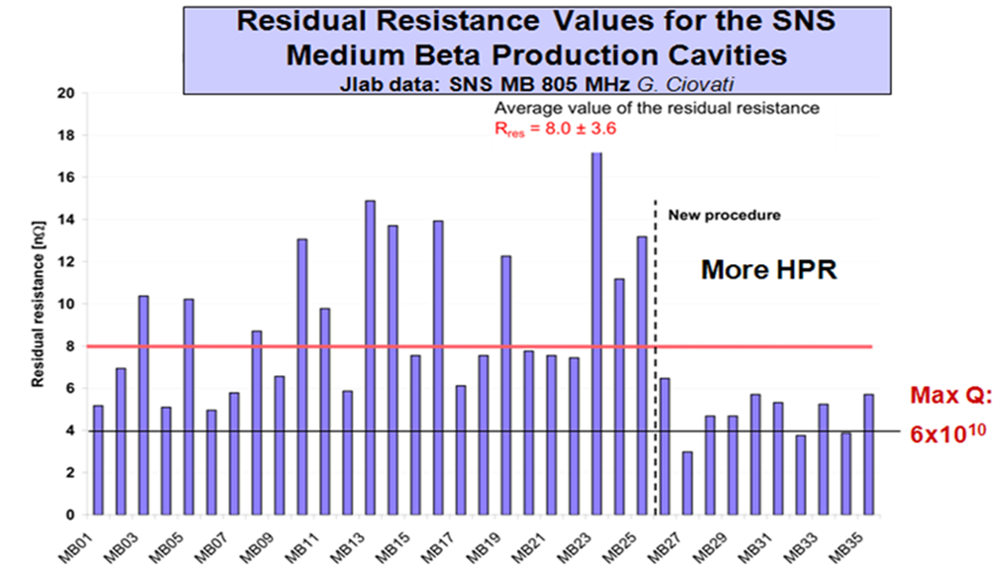 Residual Resistance Values for the SNS
Medium Beta Production Cavities
Jlab data: SNS MB 805 MHz G. Ciovati
Average value of the residual resistance
Rres = 8.0 ± 3.6
New procedure
More HPR
Max Q:
6x10¹⁰
Residual resistance [nΩ]
20
18
16
14
12
10
8
6
4
2
0
MB01
MB03
MB05
MB07
MB09
MB11
MB13
MB15
MB17
MB19
MB21
MB23
MB25
MB27
MB29
MB31
MB33
MB35